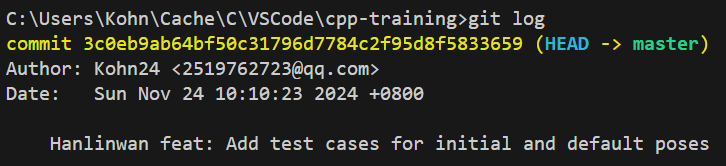 C:\Users\Kohn\Cache\C\VSCode\cpp-training>git log
commit 3c0eb9ab64bf50c31796d7784c2f95d8f5833659 (HEAD -> master)
Author: Kohn24 <2519762723@qq.com>
Date:   Sun Nov 24 10:10:23 2024 +0800
    Hanlinwan feat: Add test cases for initial and default poses